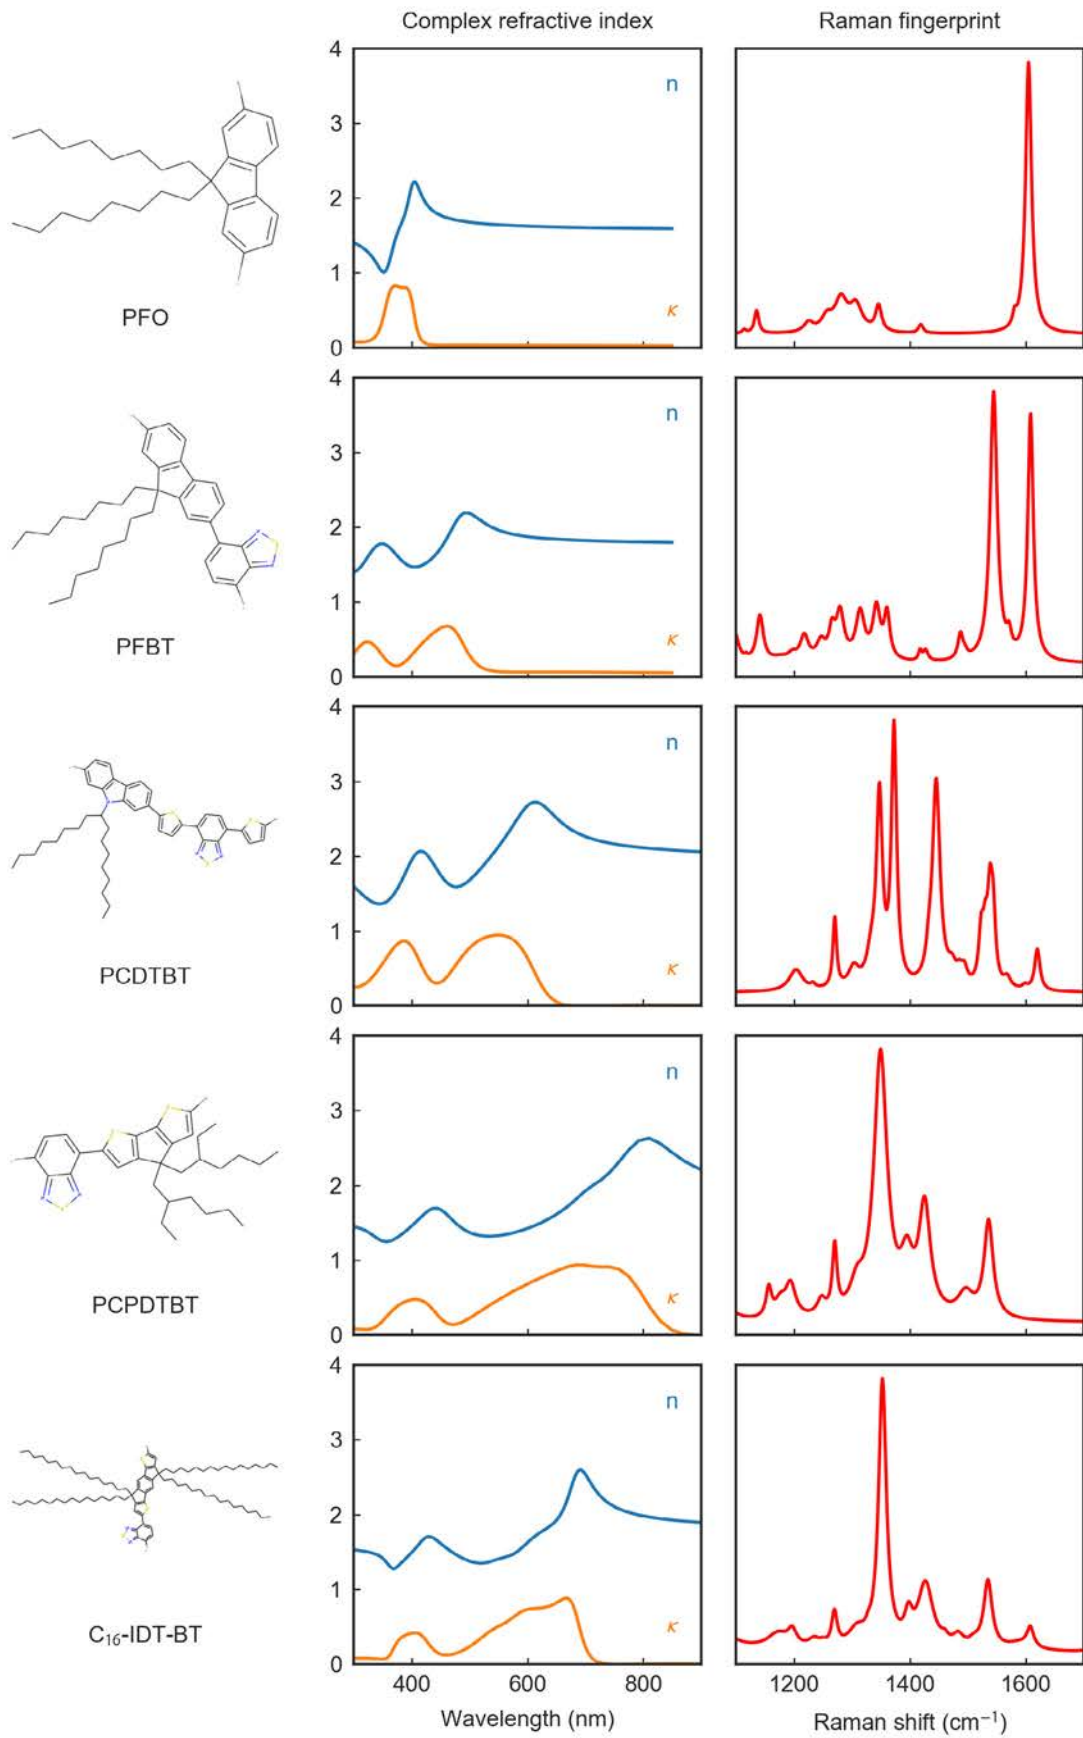 Complex refractive index
Raman fingerprint
4
3
2
1
0
n
κ
PFO
4
3
2
1
0
n
κ
PFBT
4
3
2
1
0
n
κ
PCDTBT
4
3
2
1
0
n
κ
PCPDTBT
4
3
2
1
0
n
κ
C₁₆-IDT-BT
400 600 800
1200 1400 1600
Wavelength (nm)
Raman shift (cm⁻¹)